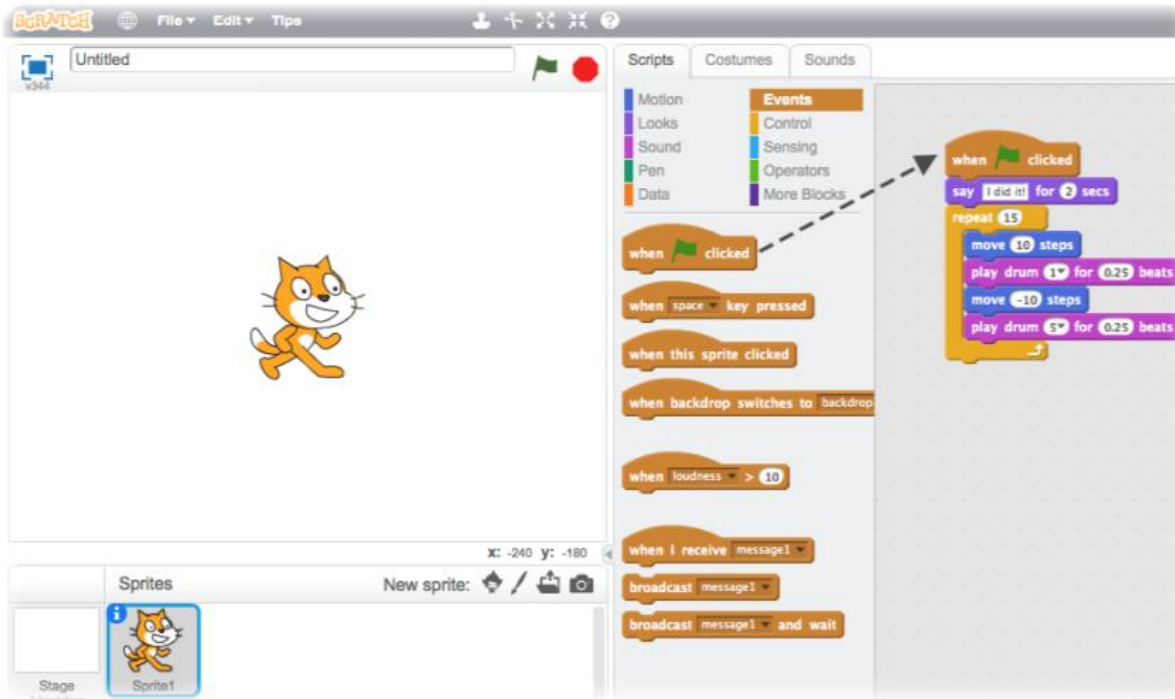 SCRATCH File Edit Tips
v344
Untitled
x: -240 y: -180
Sprites New sprite:
Stage
Sprite1
Scripts Costumes Sounds
Motion Events
Looks Control
Sound Sensing
Pen Operators
Data More Blocks
when clicked
when space key pressed
when this sprite clicked
when backdrop switches to backdrop
when loudness > 10
when I receive message1
broadcast message1
broadcast message1 and wait
when clicked
say I did it! for 2 secs
repeat 15
move 10 steps
play drum 1 for 0.25 beats
move -10 steps
play drum 5 for 0.25 beats